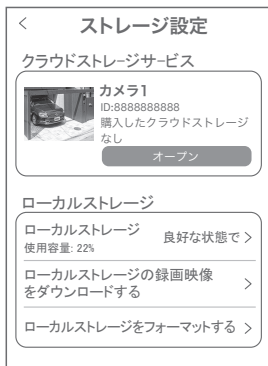 < ストレージ設定
クラウドストレージサービス
カメラ1
ID:8888888888
購入したクラウドストレージ
なし
オープン
ローカルストレージ
ローカルストレージ 良好な状態で >
使用容量: 22%
ローカルストレージの録画映像
をダウンロードする >
ローカルストレージをフォーマットする >